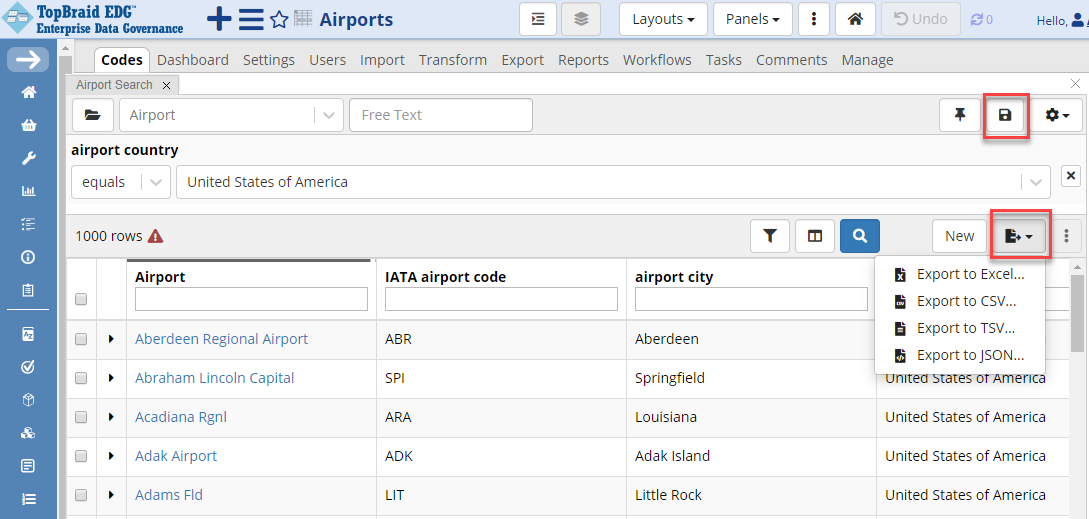 TopBraid EDG™
Enterprise Data Governance
Airports
Layouts
Panels
Undo
0
Hello,
Codes Dashboard Settings Users Import Transform Export Reports Workflows Tasks Comments Manage
Airport Search
Airport
Free Text
airport country
equals
United States of America
1000 rows
New
Export to Excel...
Export to CSV...
Export to TSV...
Export to JSON...
Airport IATA airport code airport city
Aberdeen Regional Airport ABR Aberdeen
Abraham Lincoln Capital SPI Springfield United States of America
Acadiana Rgnl ARA Louisiana United States of America
Adak Airport ADK Adak Island United States of America
Adams Fld LIT Little Rock United States of America